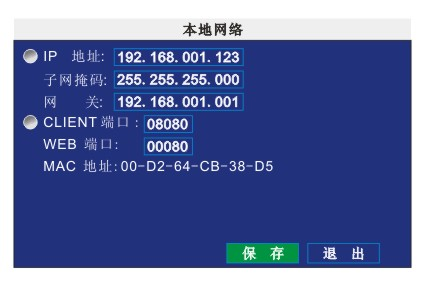 本地网络
IP 地址: 192.168.001.123
子网掩码: 255.255.255.000
网 关: 192.168.001.001
CLIENT 端口: 08080
WEB 端口: 00080
MAC 地址:00-D2-64-CB-38-D5
保 存 退 出